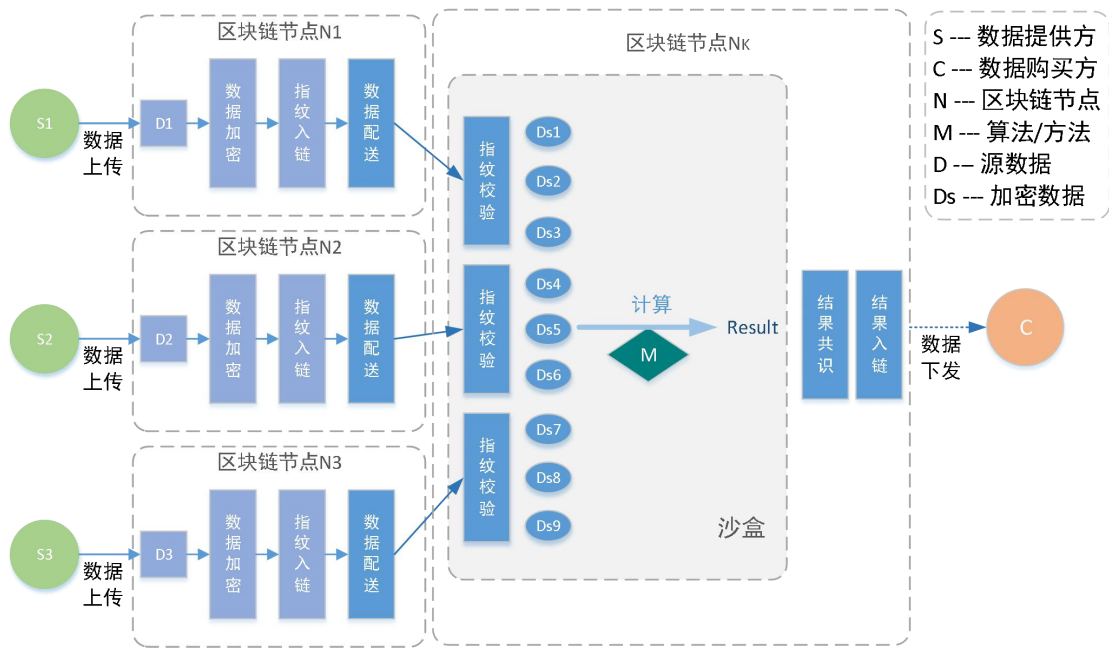 区块链节点N1
S1
数据
上传
D1
数据加密
指纹入链
数据配送
区块链节点N2
S2
数据
上传
D2
数据加密
指纹入链
数据配送
区块链节点N3
S3
数据
上传
D3
数据加密
指纹入链
数据配送
区块链节点NK
指纹校验
Ds1
Ds2
Ds3
指纹校验
Ds4
Ds5
Ds6
指纹校验
Ds7
Ds8
Ds9
计算
M
Result
沙盒
结果共识
结果入链
数据
下发
C
S --- 数据提供方
C --- 数据购买方
N --- 区块链节点
M --- 算法/方法
D --- 源数据
Ds --- 加密数据